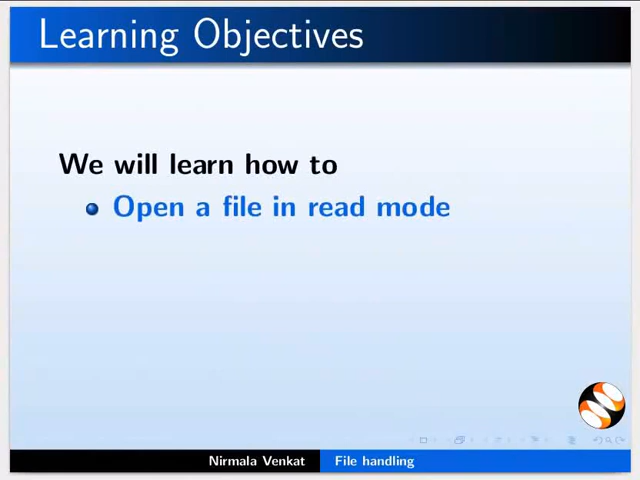 Learning Objectives
We will learn how to
Open a file in read mode
Nirmala Venkat
File handling